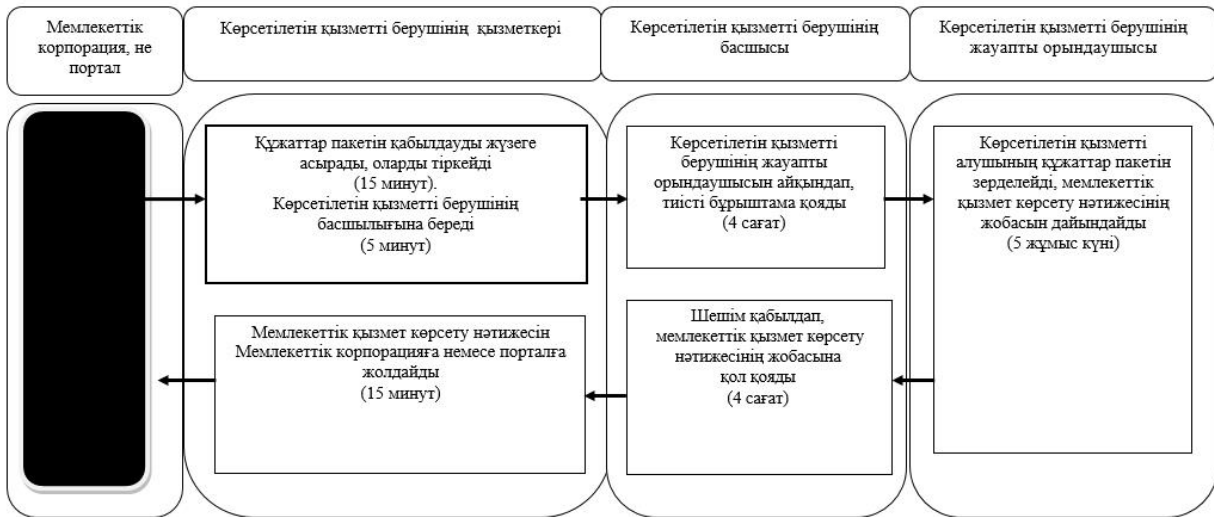 Мемлекеттік
корпорация, не
портал
Көрсетілетін қызметті берушінің қызметкері
Көрсетілетін қызметті берушінің
басшысы
Көрсетілетін қызметті берушінің
жауапты орындаушысы
Құжаттар пакетін қабылдауды жүзеге
асырады, оларды тіркейді
(15 минут).
Көрсетілетін қызметті берушінің
басшылығына береді
(5 минут)
Көрсетілетін қызметті
берушінің жауапты
орындаушысын айқындап,
тиісті бұрыштама қояды
(4 сағат)
Көрсетілетін қызметті
алушының құжаттар пакетін
зерделейді, мемлекеттік
қызмет көрсету нәтижесінің
жобасын дайындайды
(5 жұмыс күні)
Мемлекеттік қызмет көрсету нәтижесін
Мемлекеттік корпорацияға немесе порталға
жолдайды
(15 минут)
Шешім қабылдап,
мемлекеттік қызмет көрсету
нәтижесінің жобасына
қол қояды
(4 сағат)